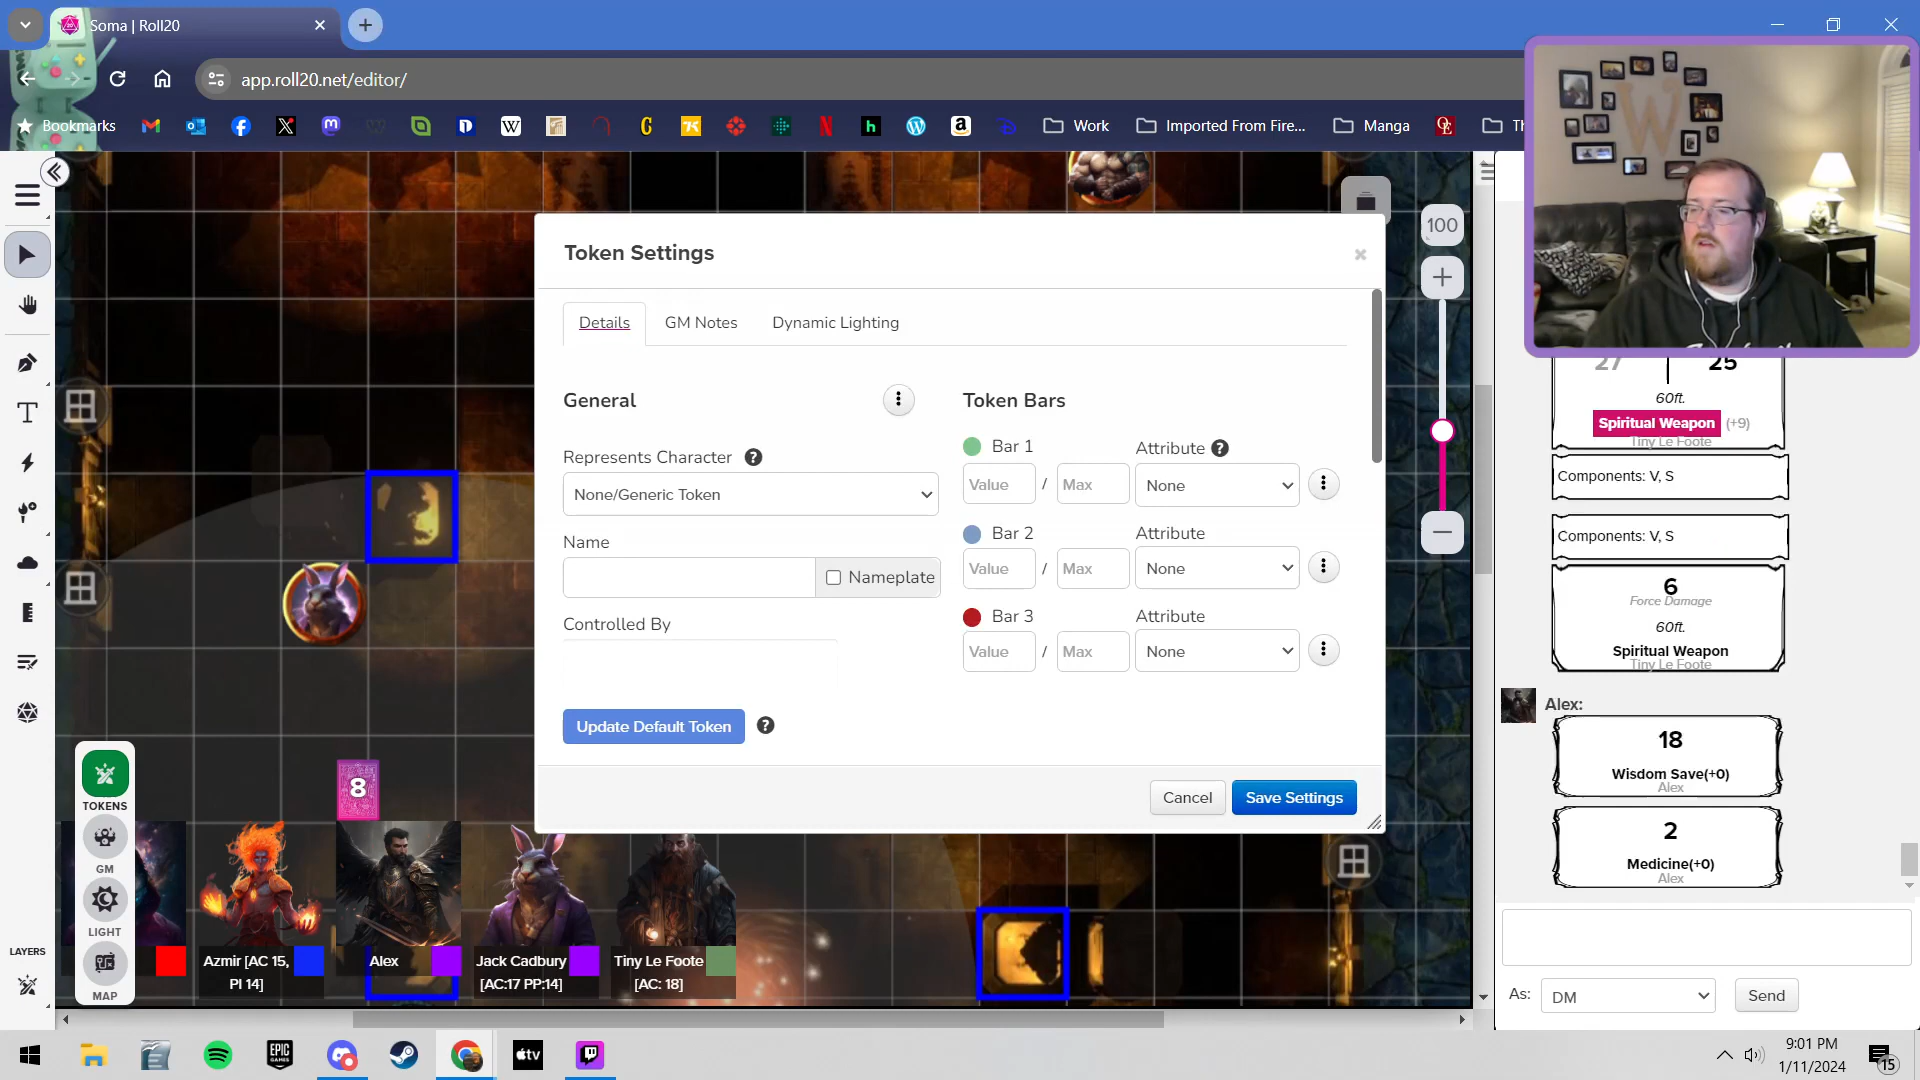 Soma | Roll20
app.roll20.net/editor/
Bookmarks
Work
Imported From Fire...
Manga
Token Settings
Details
GM Notes
Dynamic Lighting
General
Token Bars
Represents Character
None/Generic Token
Name
Nameplate
Controlled By
Update Default Token
Bar 1
Attribute
Value / Max
None
Bar 2
Attribute
Value / Max
None
Bar 3
Attribute
Value / Max
None
Cancel
Save Settings
100
27 | 25
60ft.
Spiritual Weapon (+9)
Tiny Le Foote
Components: V, S
Components: V, S
6
Force Damage
60ft.
Spiritual Weapon
Tiny Le Foote
Alex:
18
Wisdom Save(+0)
Alex
2
Medicine(+0)
Alex
As:
DM
Send
TOKENS
GM
LIGHT
MAP
LAYERS
8
Azmir [AC 15,
PI 14]
Alex
Jack Cadbury
[AC:17 PP:14]
Tiny Le Foote
[AC: 18]
EPIC
GAMES
tv
9:01 PM
1/11/2024
15